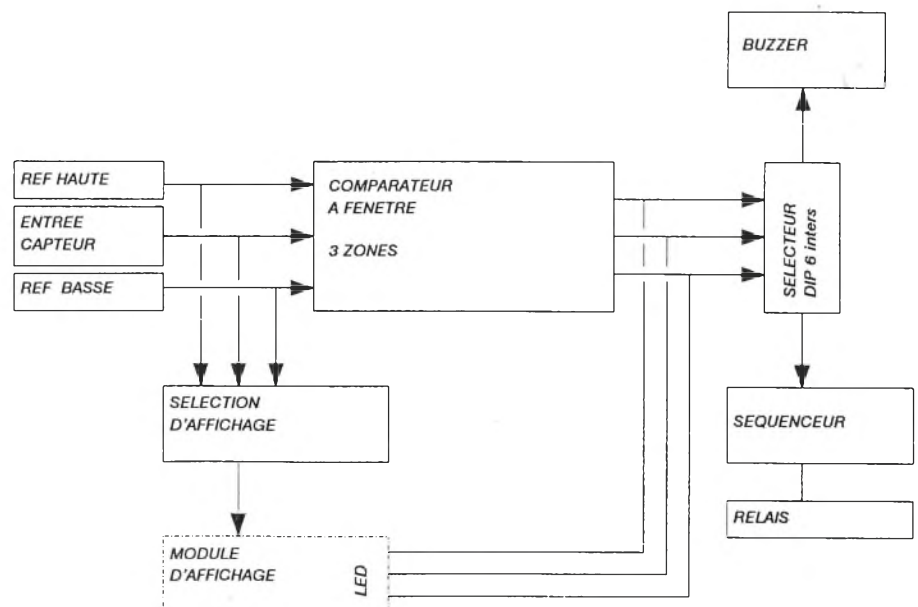 BUZZER
REF HAUTE
ENTREE
CAPTEUR
REF BASSE
COMPARATEUR
A FENETRE
3 ZONES
SELECTEUR
DIP 6 inters
SELECTION
D'AFFICHAGE
SEQUENCEUR
RELAIS
MODULE
D'AFFICHAGE
LED